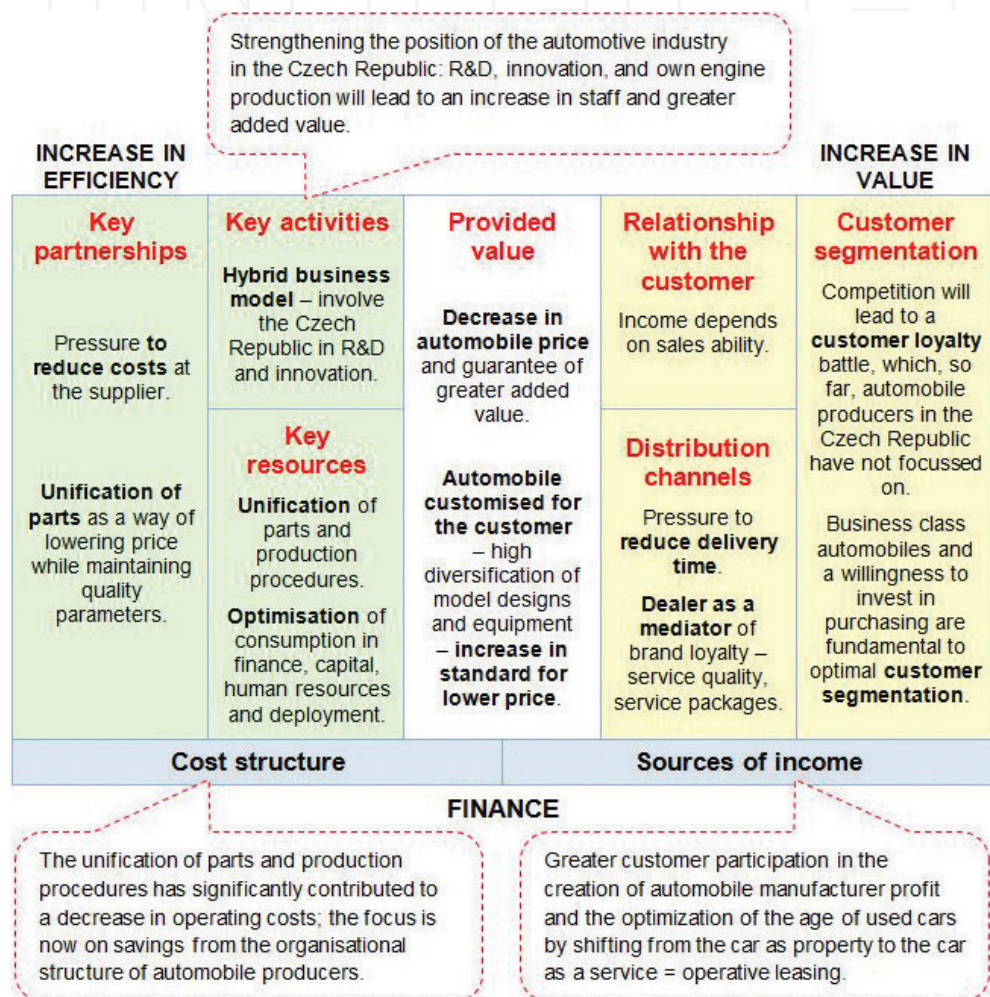 Strengthening the position of the automotive industry
in the Czech Republic: R&D, innovation, and own engine
production will lead to an increase in staff and greater
added value.
INCREASE IN
EFFICIENCY
INCREASE IN
VALUE
Key
partnerships
Pressure to
reduce costs at
the supplier.
Unification of
parts as a way of
lowering price
while maintaining
quality
parameters.
Key activities
Hybrid business
model – involve
the Czech
Republic in R&D
and innovation.
Key
resources
Unification of
parts and
production
procedures.
Optimisation of
consumption in
finance, capital,
human resources
and deployment.
Provided
value
Decrease in
automobile price
and guarantee of
greater added
value.
Automobile
customised for
the customer
– high
diversification of
model designs
and equipment
– increase in
standard for
lower price.
Relationship
with the
customer
Income depends
on sales ability.
Distribution
channels
Pressure to
reduce delivery
time.
Dealer as a
mediator of
brand loyalty –
service quality,
service packages.
Customer
segmentation
Competition will
lead to a
customer loyalty
battle, which, so
far, automobile
producers in the
Czech Republic
have not focussed
on.
Business class
automobiles and
a willingness to
invest in
purchasing are
fundamental to
optimal customer
segmentation.
Cost structure
Sources of income
FINANCE
The unification of parts and production
procedures has significantly contributed to
a decrease in operating costs; the focus is
now on savings from the organisational
structure of automobile producers.
Greater customer participation in the
creation of automobile manufacturer profit
and the optimization of the age of used cars
by shifting from the car as property to the car
as a service = operative leasing.